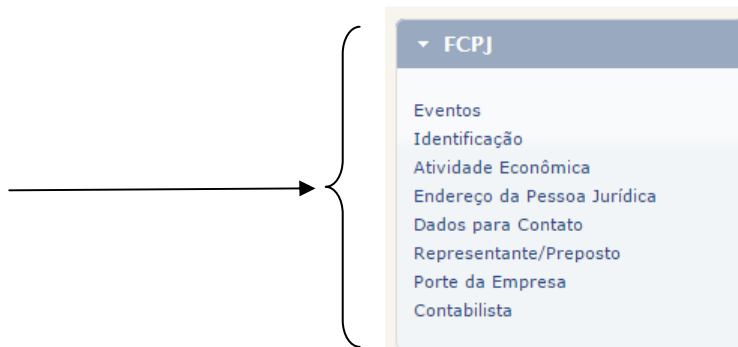 FCPJ
Eventos
Identificação
Atividade Econômica
Endereço da Pessoa Jurídica
Dados para Contato
Representante/Preposto
Porte da Empresa
Contabilista